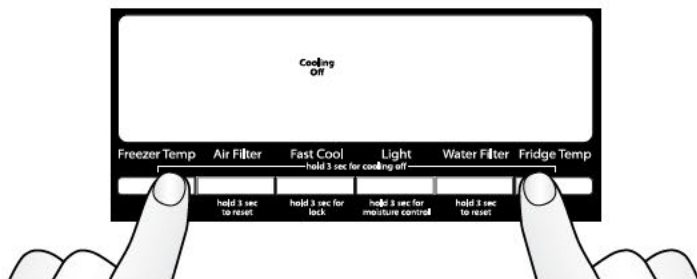 Cooling
Off
Freezer Temp Air Filter Fast Cool Light Water Filter Fridge Temp
hold 3 sec for cooling off
hold 3 sec
to reset
hold 3 sec for
lock
hold 3 sec for
moisture control
hold 3 sec
to reset